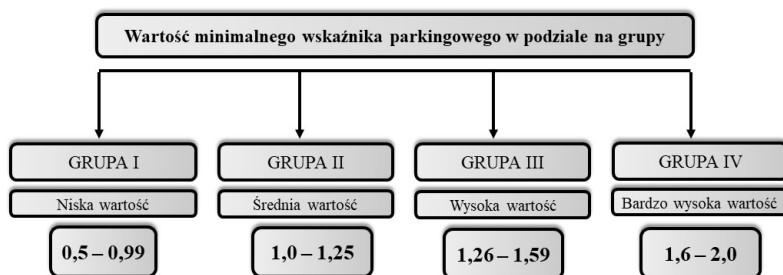 Wartość minimalnego wskaźnika parkingowego w podziale na grupy
GRUPA I
GRUPA II
GRUPA III
GRUPA IV
Niska wartość
Średnia wartość
Wysoka wartość
Bardzo wysoka wartość
0,5 – 0,99
1,0 – 1,25
1,26 – 1,59
1,6 – 2,0